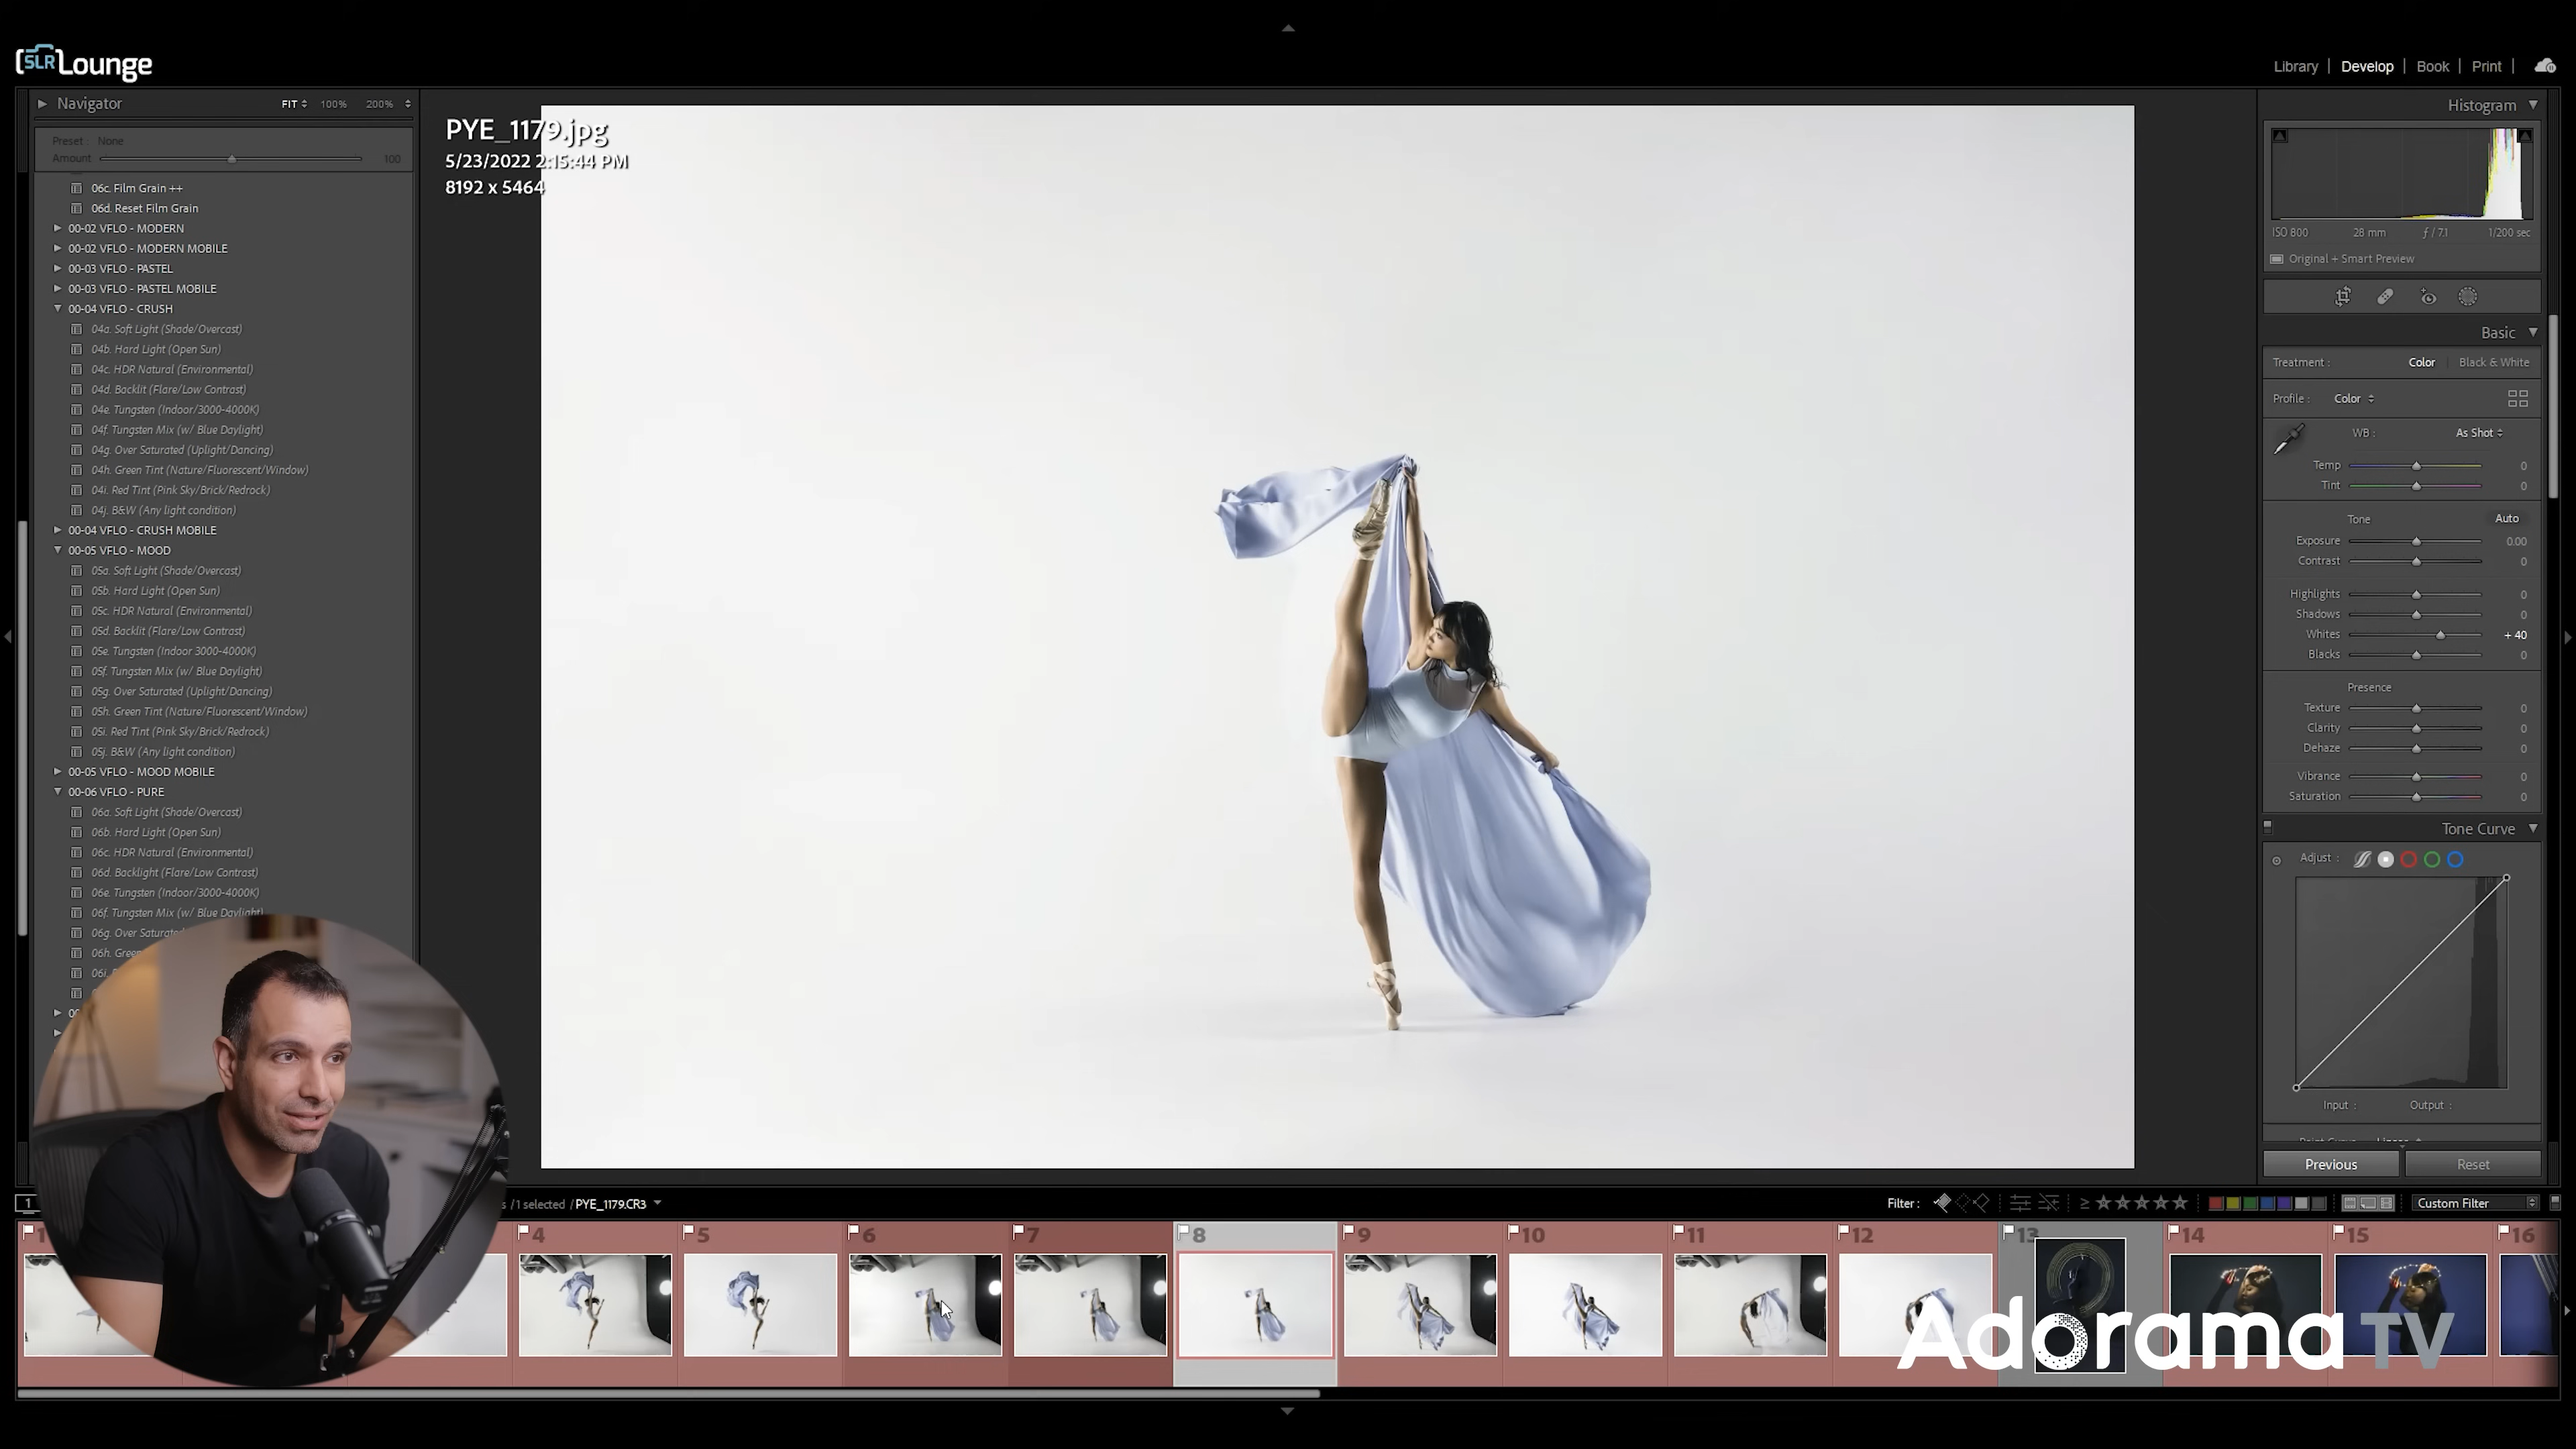 [SLR]Lounge
Library | Develop | Book | Print |
Navigator FIT 100% 200%
Preset: None
Amount 100
06c. Film Grain ++
06d. Reset Film Grain
00-02 VFLO - MODERN
00-02 VFLO - MODERN MOBILE
00-03 VFLO - PASTEL
00-03 VFLO - PASTEL MOBILE
00-04 VFLO - CRUSH
04a. Soft Light (Shade/Overcast)
04b. Hard Light (Open Sun)
04c. HDR Natural (Environmental)
04d. Backlit (Flare/Low Contrast)
04e. Tungsten (Indoor/3000-4000K)
04f. Tungsten Mix (w/ Blue Daylight)
04g. Over Saturated (Uplight/Dancing)
04h. Green Tint (Nature/Fluorescent/Window)
04i. Red Tint (Pink Sky/Brick/Redrock)
04j. B&W (Any light condition)
00-04 VFLO - CRUSH MOBILE
00-05 VFLO - MOOD
05a. Soft Light (Shade/Overcast)
05b. Hard Light (Open Sun)
05c. HDR Natural (Environmental)
05d. Backlit (Flare/Low Contrast)
05e. Tungsten (Indoor 3000-4000K)
05f. Tungsten Mix (w/ Blue Daylight)
05g. Over Saturated (Uplight/Dancing)
05h. Green Tint (Nature/Fluorescent/Window)
05i. Red Tint (Pink Sky/Brick/Redrock)
05j. B&W (Any light condition)
00-05 VFLO - MOOD MOBILE
00-06 VFLO - PURE
06a. Soft Light (Shade/Overcast)
06b. Hard Light (Open Sun)
06c. HDR Natural (Environmental)
06d. Backlight (Flare/Low Contrast)
06e. Tungsten (Indoor/3000-4000K)
06f. Tungsten Mix (w/ Blue Daylight)
06g. Over
06h.
06i.
PYE_1179.jpg
5/23/2022 2:15:44 PM
8192 x 5464
Histogram
ISO 800 28 mm ƒ / 7.1 1/200 sec
Original + Smart Preview
Basic
Treatment : Color Black & White
Profile : Color
WB : As Shot
Temp 0
Tint 0
Tone Auto
Exposure 0.00
Contrast 0
Highlights 0
Shadows 0
Whites + 40
Blacks 0
Presence
Texture 0
Clarity 0
Dehaze 0
Vibrance 0
Saturation 0
Tone Curve
Adjust :
Input : Output :
Previous Reset
1 /1 selected / PYE_1179.CR3 Filter : Custom Filter
1 4 5 6 7 8 9 10 11 12 13 14 15 16
Adorama TV